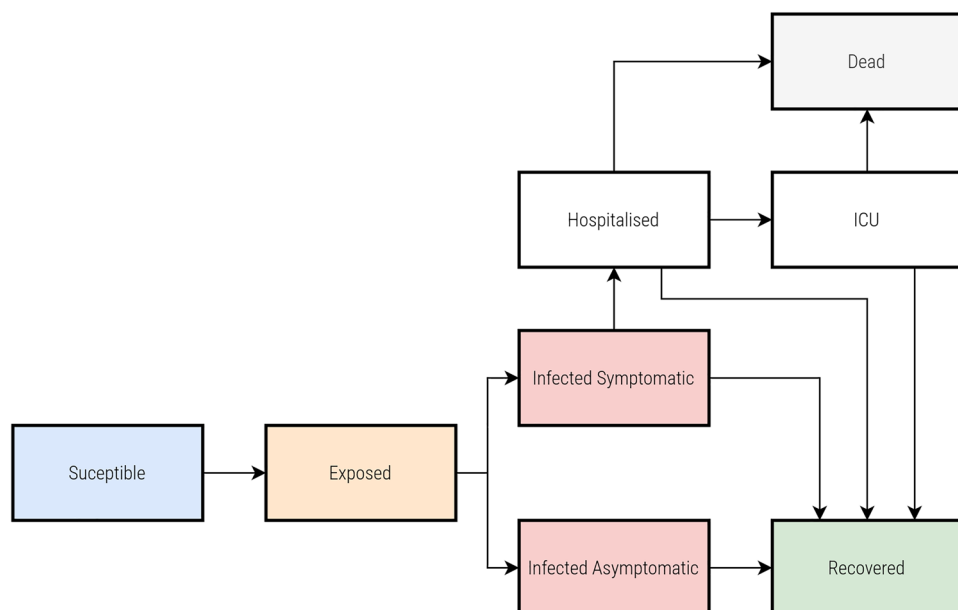 Dead
Hospitalised
ICU
Infected Symptomatic
Suceptible
Exposed
Infected Asymptomatic
Recovered